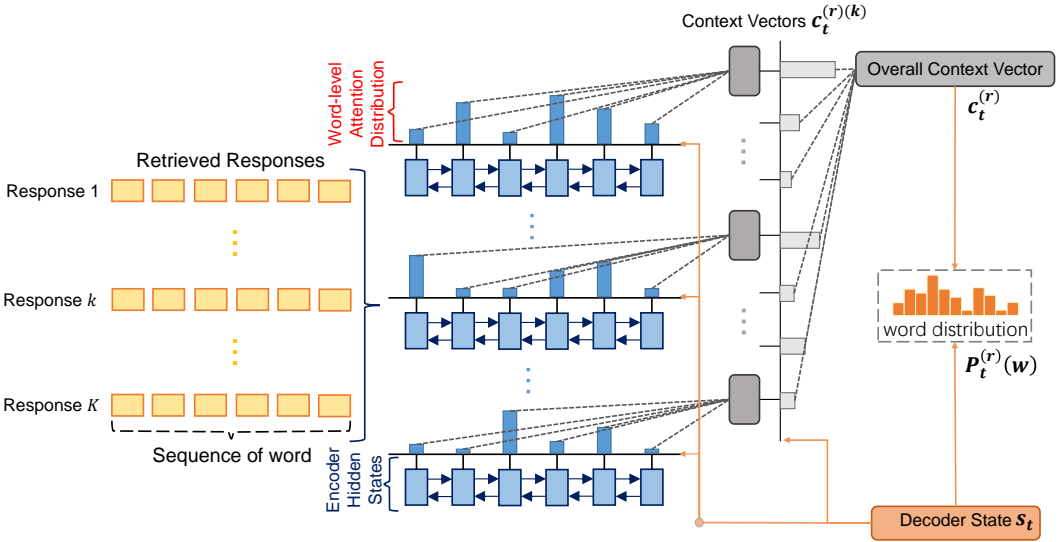 Context Vectors c_t^{(r)(k)}
Word-level
Attention
Distribution
Overall Context Vector
c_t^{(r)}
Retrieved Responses
Response 1
Response k
Response K
Sequence of word
word distribution
P_t^{(r)}(w)
Encoder
Hidden
States
Decoder State s_t